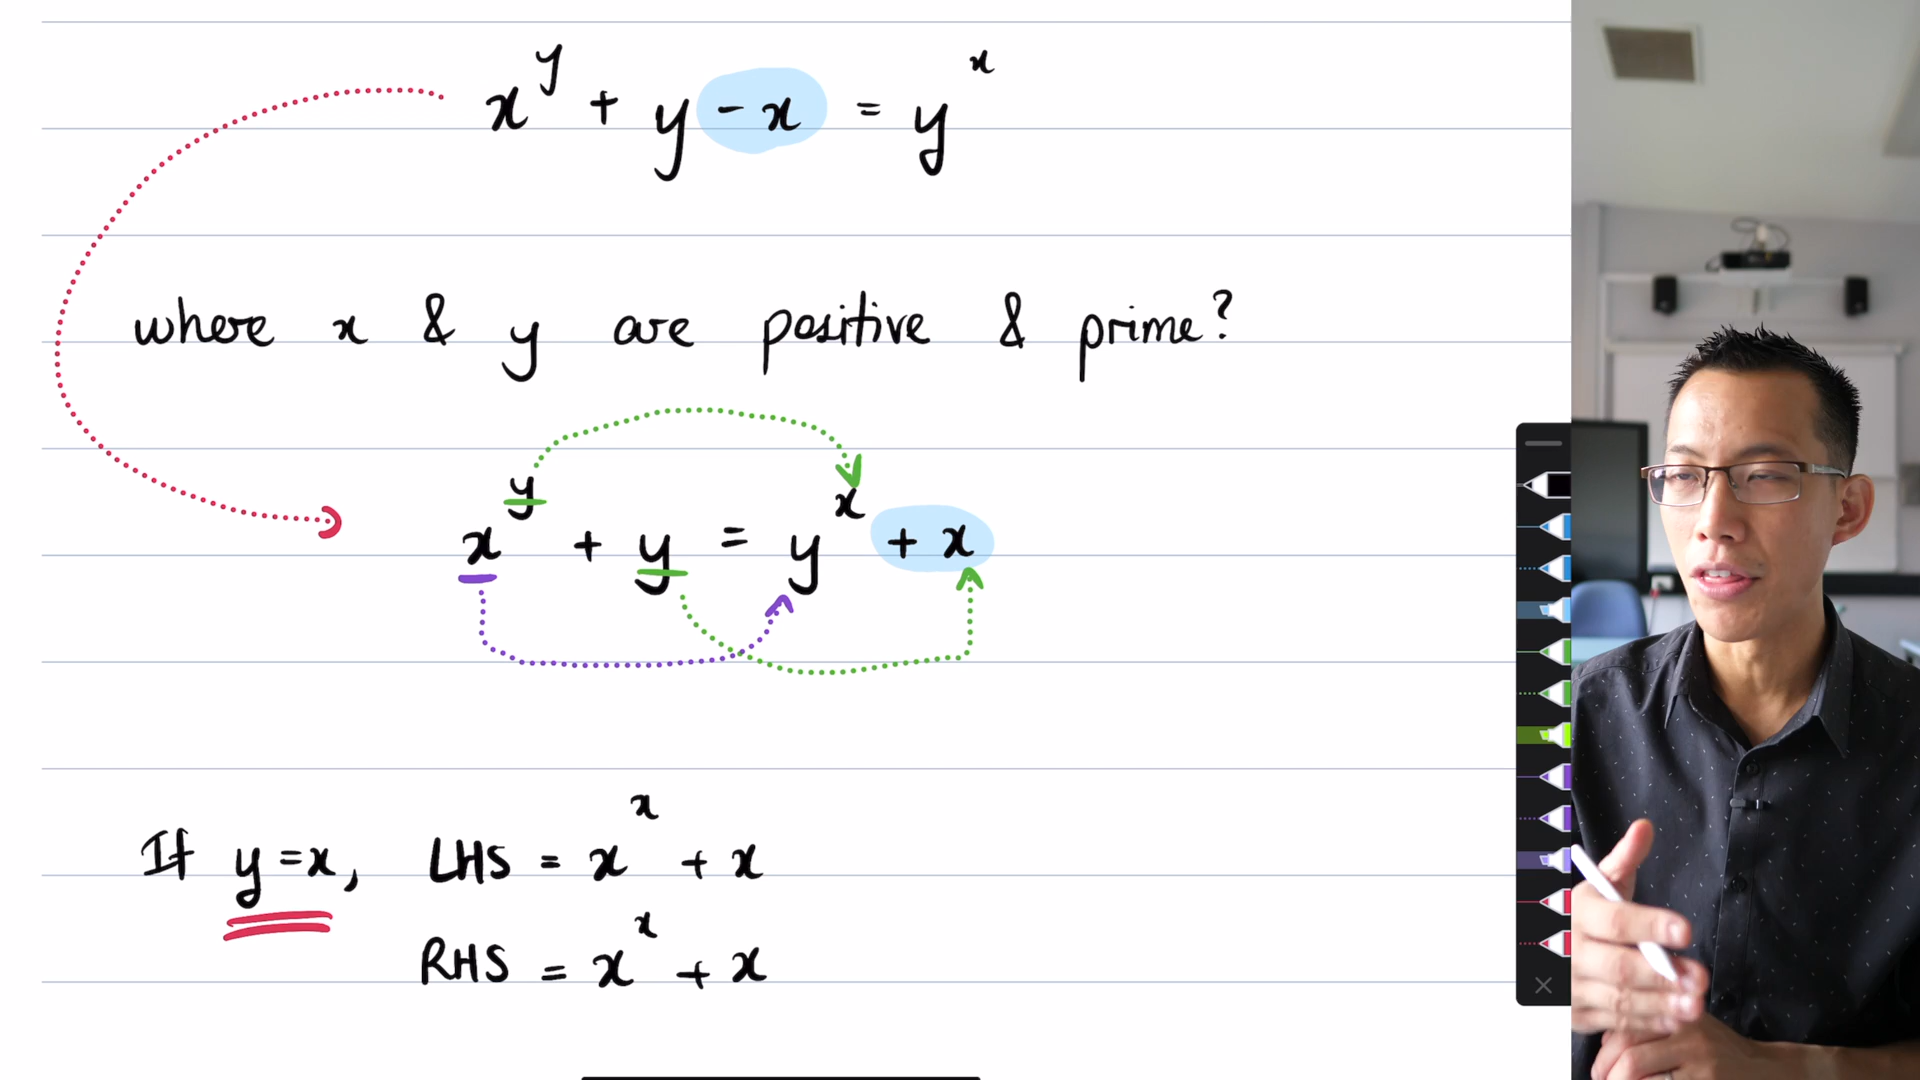 x^y + y - x = y^x
where x & y are positive & prime?
x^y + y = y^x + x
If y = x, LHS = x^x + x
RHS = x^x + x